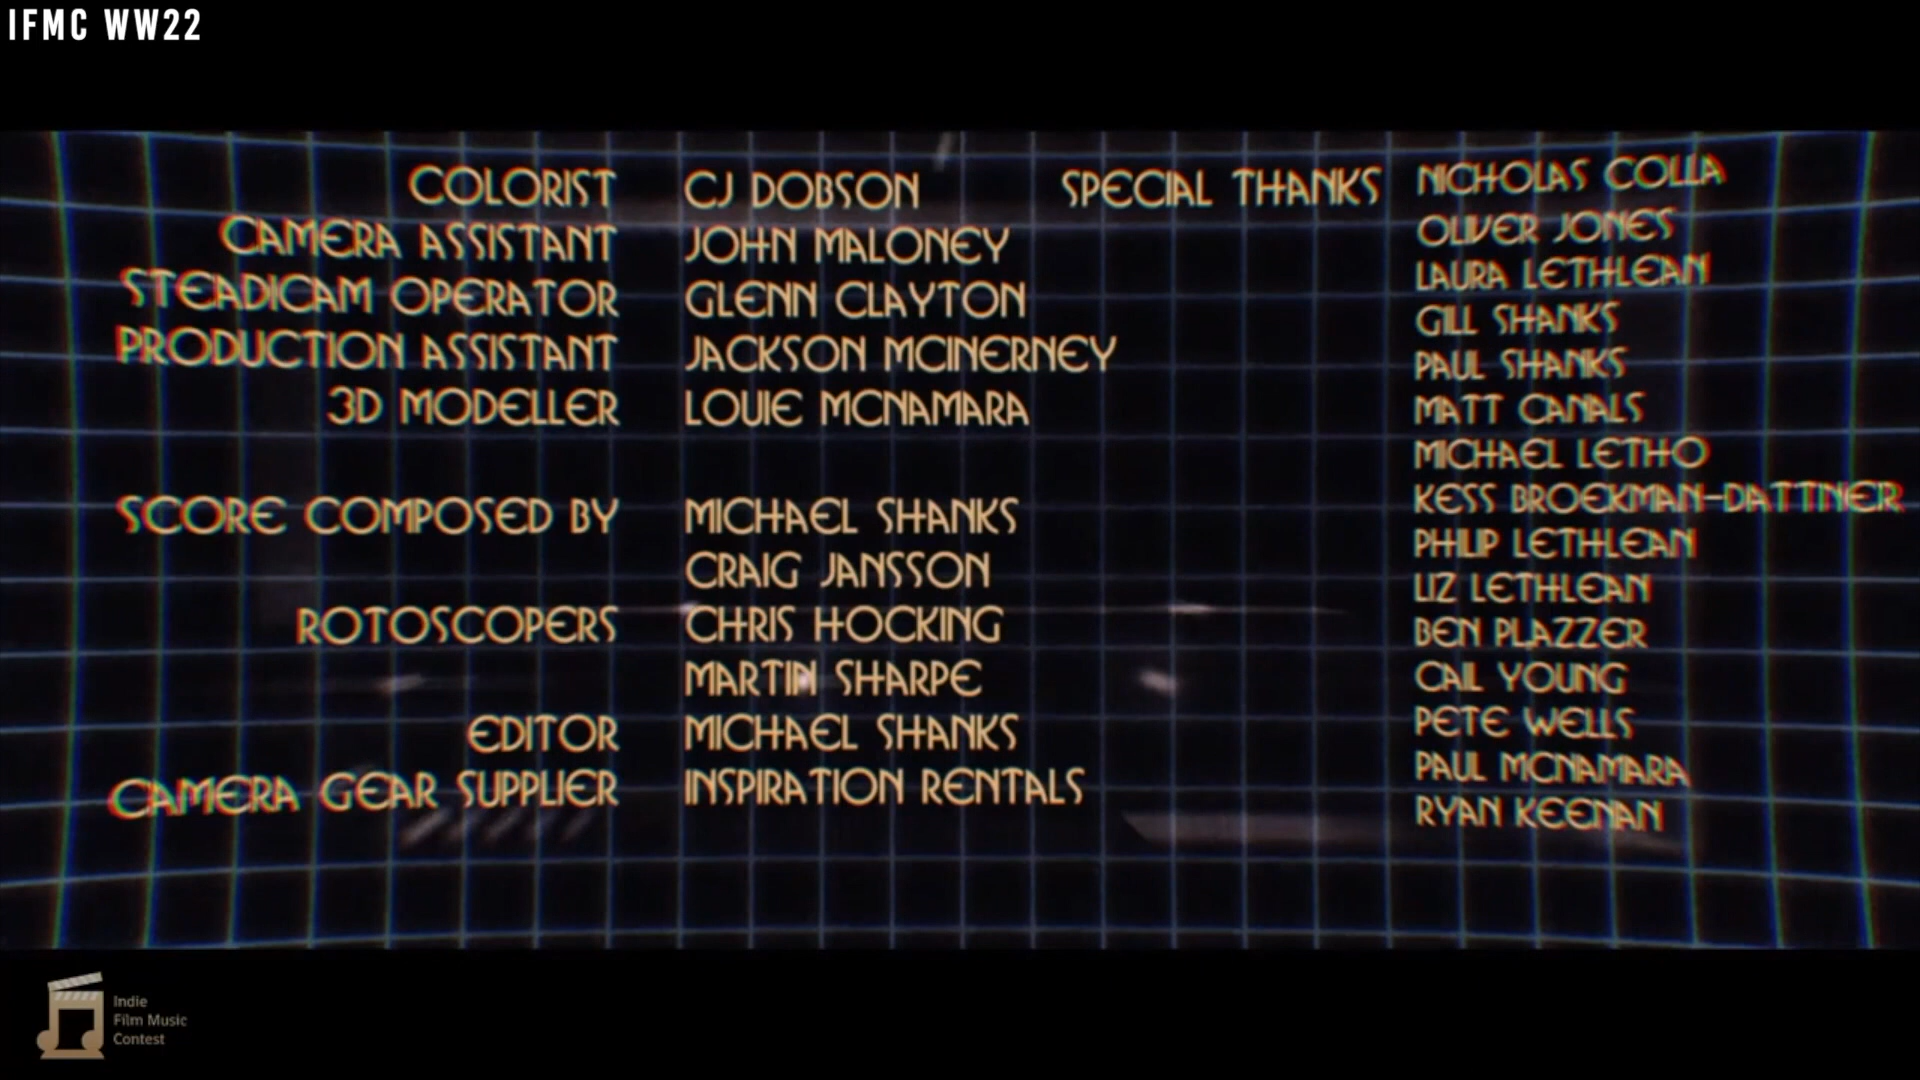 IFMC WW22
COLORIST CJ DOBSON
CAMERA ASSISTANT JOHN MALONEY
STEADICAM OPERATOR GLENN CLAYTON
PRODUCTION ASSISTANT JACKSON MCINERNEY
3D MODELLER LOUIE MCNAMARA
SCORE COMPOSED BY MICHAEL SHANKS
CRAIG JANSSON
ROTOSCOPERS CHRIS HOCKING
MARTIN SHARPE
EDITOR MICHAEL SHANKS
CAMERA GEAR SUPPLIER INSPIRATION RENTALS
SPECIAL THANKS NICHOLAS COLLA
OLIVER JONES
LAURA LETHLEAN
GILL SHANKS
PAUL SHANKS
MATT CANALS
MICHAEL LETHO
KESS BROEKMAN-DATTNER
PHILIP LETHLEAN
LIZ LETHLEAN
BEN PLAZZER
CAIL YOUNG
PETE WELLS
PAUL MCNAMARA
RYAN KEENAN
Indie
Film Music
Contest